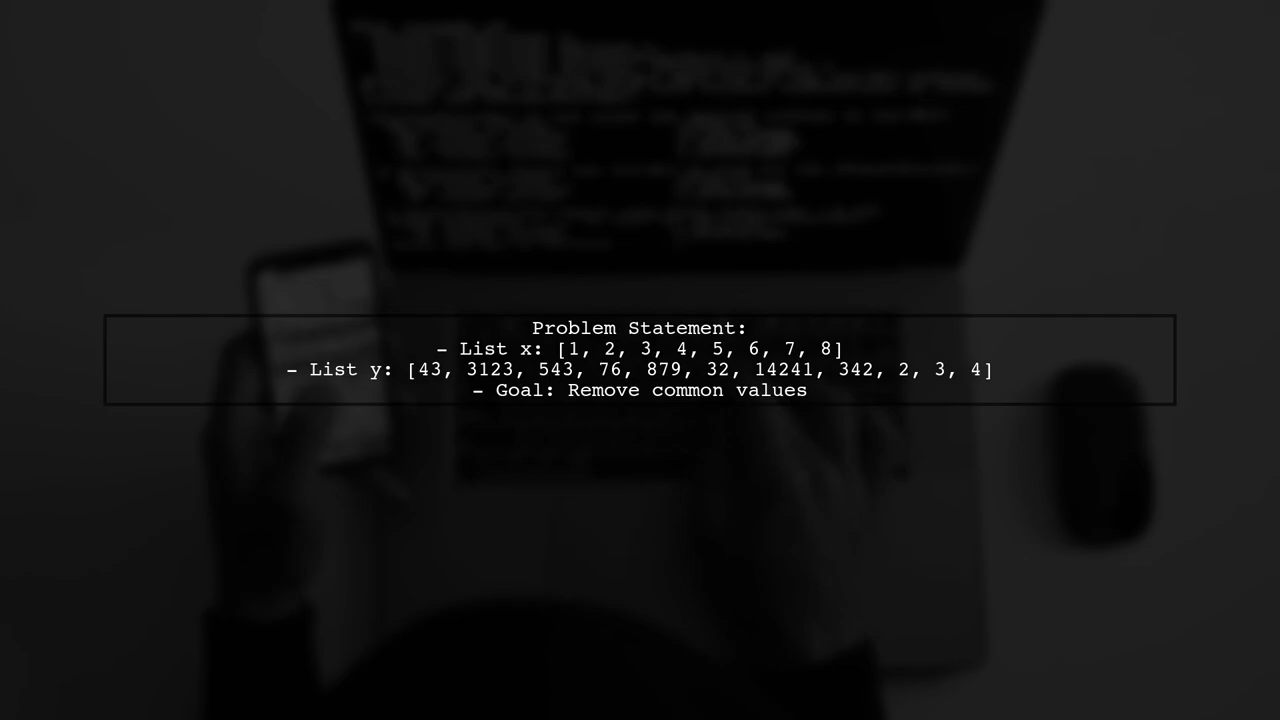 Problem Statement:
- List x: [1, 2, 3, 4, 5, 6, 7, 8]
- List y: [43, 3123, 543, 76, 879, 32, 14241, 342, 2, 3, 4]
- Goal: Remove common values